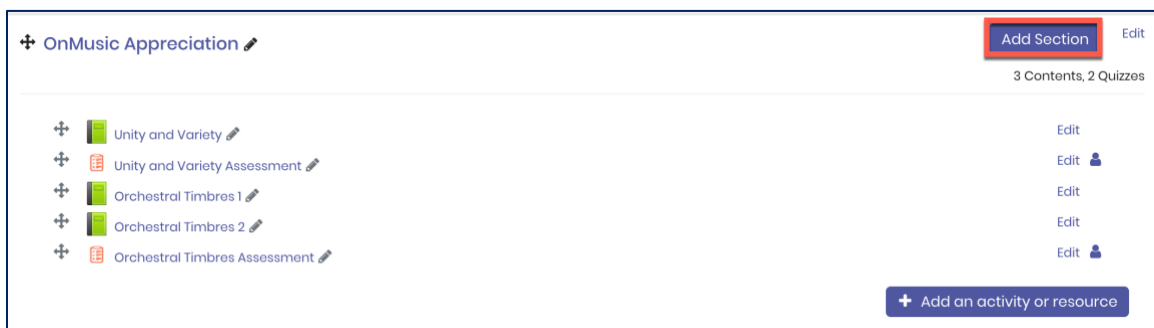 OnMusic Appreciation
Add Section
Edit
3 Contents, 2 Quizzes
Unity and Variety
Edit
Unity and Variety Assessment
Edit
Orchestral Timbres 1
Edit
Orchestral Timbres 2
Edit
Orchestral Timbres Assessment
Edit
+ Add an activity or resource